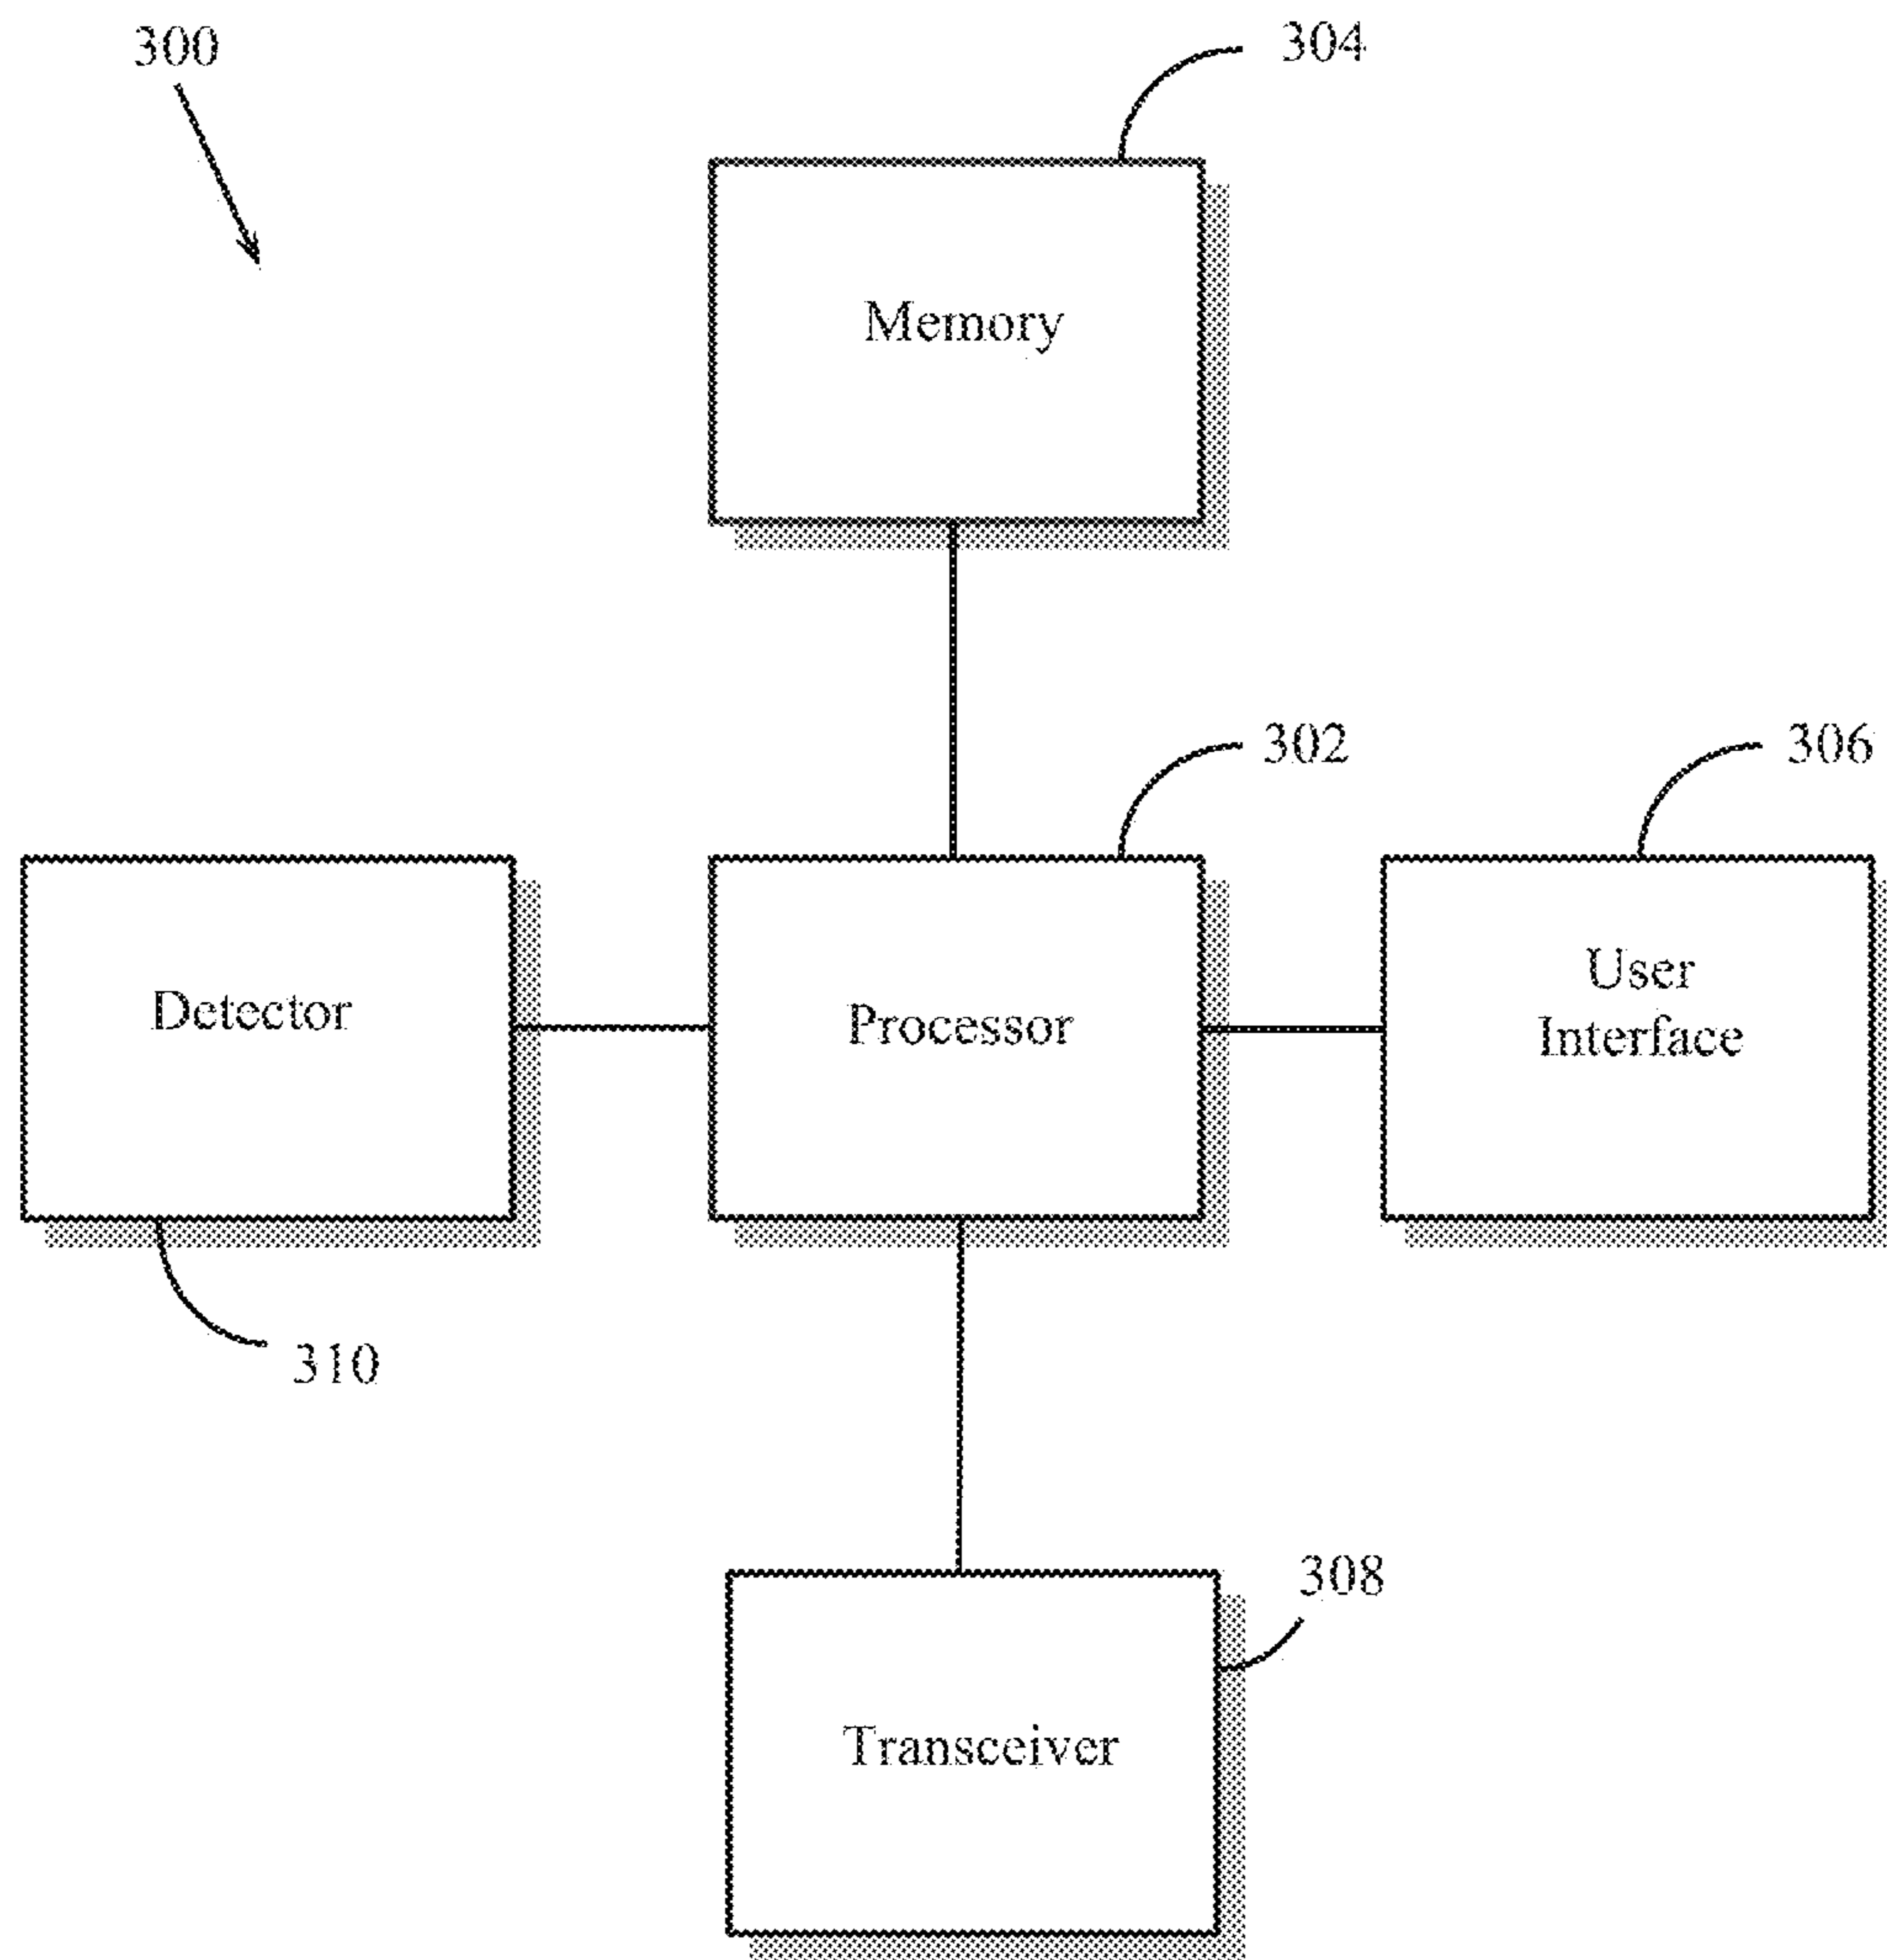 300
304
Memory
302
306
Detector
Processor
User
Interface
310
308
Transceiver